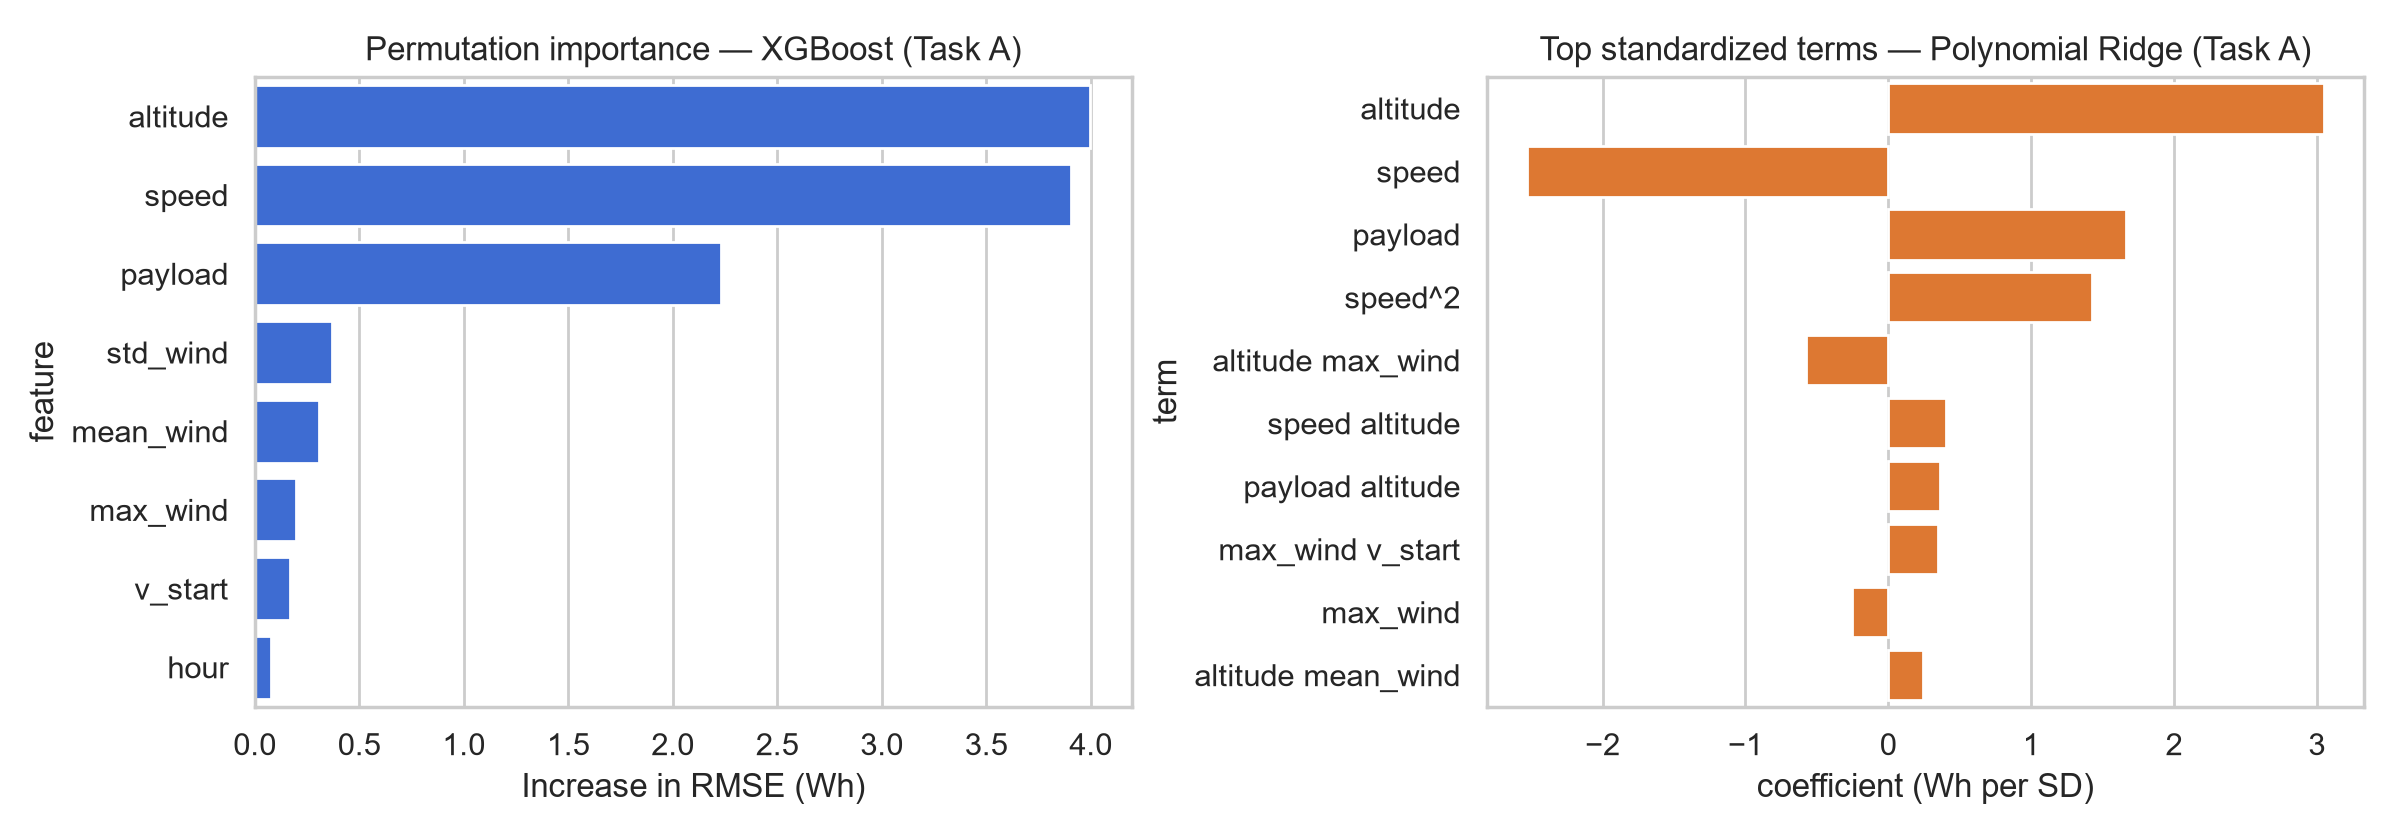 Permutation importance — XGBoost (Task A)
feature
altitude
speed
payload
std_wind
mean_wind
max_wind
v_start
hour
0.0 0.5 1.0 1.5 2.0 2.5 3.0 3.5 4.0
Increase in RMSE (Wh)
Top standardized terms — Polynomial Ridge (Task A)
term
altitude
speed
payload
speed^2
altitude max_wind
speed altitude
payload altitude
max_wind v_start
max_wind
altitude mean_wind
−2 −1 0 1 2 3
coefficient (Wh per SD)